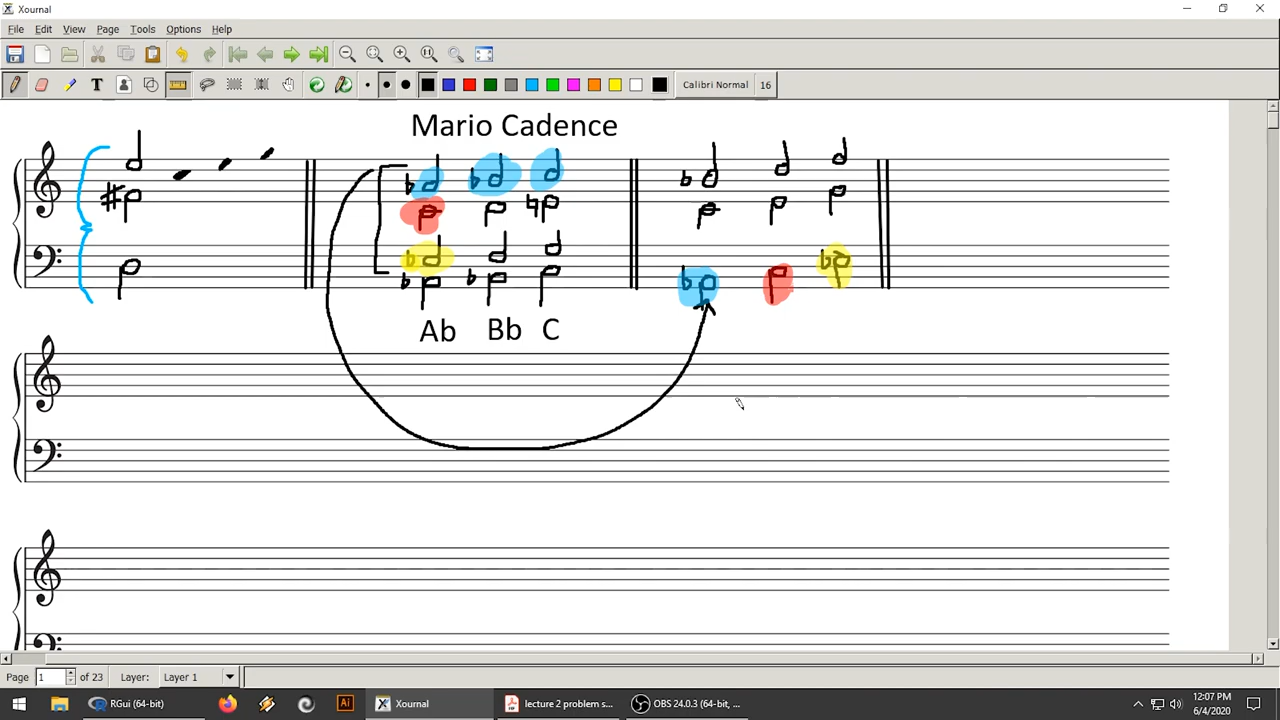 Xournal
File Edit View Page Tools Options Help
Calibri Normal 16
Mario Cadence
Ab Bb C
Page 1 of 23 Layer: Layer 1
RGui (64-bit) Xournal lecture 2 problem s... OBS 24.0.3 (64-bit, ... 12:07 PM
6/4/2020